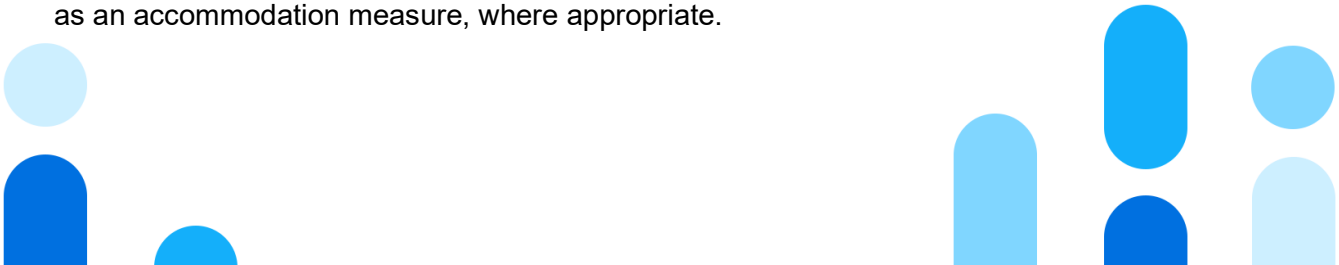 as an accommodation measure, where appropriate.